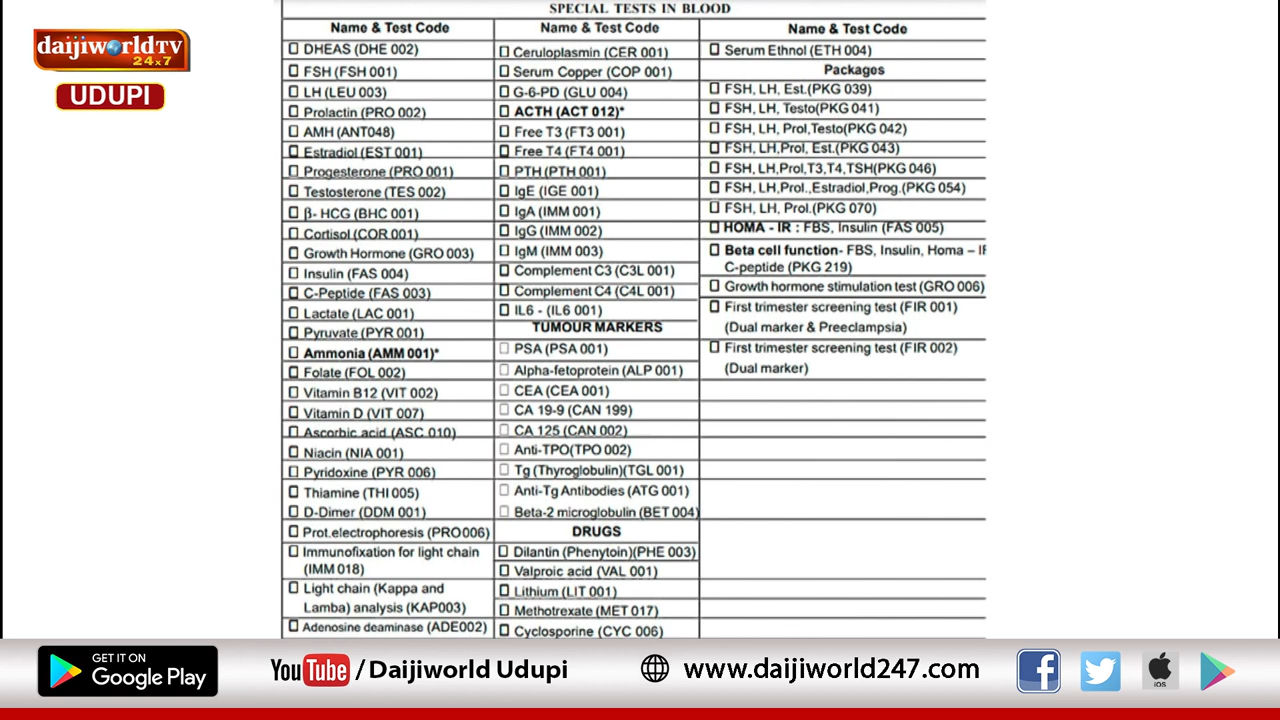 SPECIAL TESTS IN BLOOD
daijiworldTV
24x7
UDUPI
Name & Test Code
DHEAS (DHE 002)
FSH (FSH 001)
LH (LEU 003)
Prolactin (PRO 002)
AMH (ANT048)
Estradiol (EST 001)
Progesterone (PRO 001)
Testosterone (TES 002)
β- HCG (BHC 001)
Cortisol (COR 001)
Growth Hormone (GRO 003)
Insulin (FAS 004)
C-Peptide (FAS 003)
Lactate (LAC 001)
Pyruvate (PYR 001)
Ammonia (AMM 001)*
Folate (FOL 002)
Vitamin B12 (VIT 002)
Vitamin D (VIT 007)
Ascorbic acid (ASC 010)
Niacin (NIA 001)
Pyridoxine (PYR 006)
Thiamine (THI 005)
D-Dimer (DDM 001)
Prot.electrophoresis (PRO006)
Immunofixation for light chain
(IMM 018)
Light chain (Kappa and
Lamba) analysis (KAP003)
Adenosine deaminase (ADE002)
Name & Test Code
Ceruloplasmin (CER 001)
Serum Copper (COP 001)
G-6-PD (GLU 004)
ACTH (ACT 012)*
Free T3 (FT3 001)
Free T4 (FT4 001)
PTH (PTH 001)
IgE (IGE 001)
IgA (IMM 001)
IgG (IMM 002)
IgM (IMM 003)
Complement C3 (C3L 001)
Complement C4 (C4L 001)
IL6 - (IL6 001)
TUMOUR MARKERS
PSA (PSA 001)
Alpha-fetoprotein (ALP 001)
CEA (CEA 001)
CA 19-9 (CAN 199)
CA 125 (CAN 002)
Anti-TPO(TPO 002)
Tg (Thyroglobulin)(TGL 001)
Anti-Tg Antibodies (ATG 001)
Beta-2 microglobulin (BET 004)
DRUGS
Dilantin (Phenytoin)(PHE 003)
Valproic acid (VAL 001)
Lithium (LIT 001)
Methotrexate (MET 017)
Cyclosporine (CYC 006)
Name & Test Code
Serum Ethnol (ETH 004)
Packages
FSH, LH, Est.(PKG 039)
FSH, LH, Testo(PKG 041)
FSH, LH, Prol,Testo(PKG 042)
FSH, LH,Prol, Est.(PKG 043)
FSH, LH,Prol,T3,T4,TSH(PKG 046)
FSH, LH,Prol.,Estradiol,Prog.(PKG 054)
FSH, LH, Prol.(PKG 070)
HOMA - IR : FBS, Insulin (FAS 005)
Beta cell function- FBS, Insulin, Homa – IR
C-peptide (PKG 219)
Growth hormone stimulation test (GRO 006)
First trimester screening test (FIR 001)
(Dual marker & Preeclampsia)
First trimester screening test (FIR 002)
(Dual marker)
GET IT ON
Google Play
YouTube / Daijiworld Udupi
www.daijiworld247.com
iOS